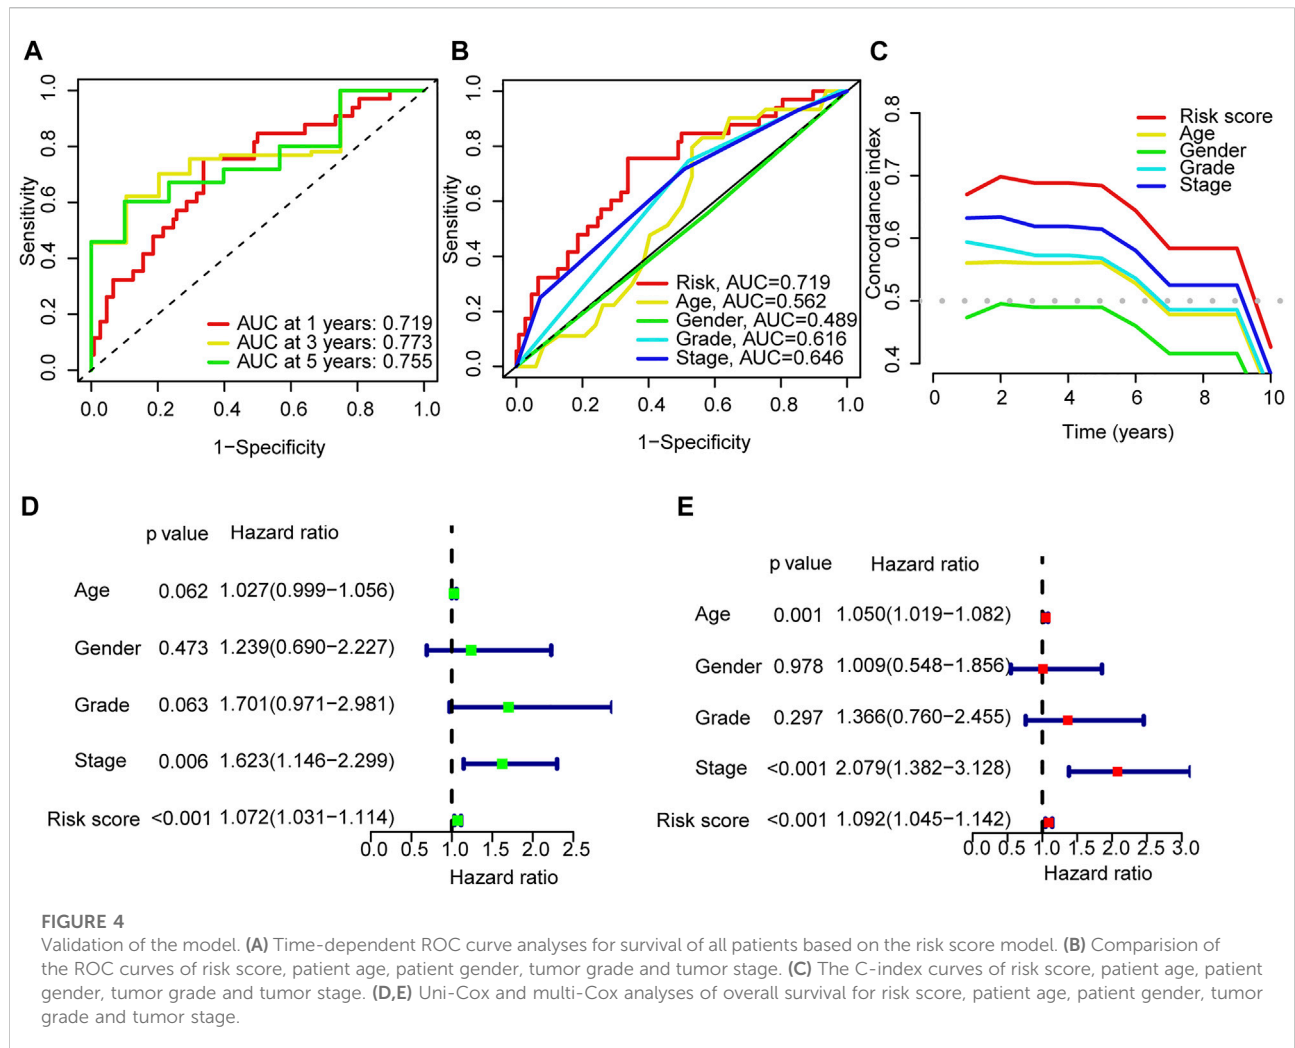 A
Sensitivity
0.0 0.2 0.4 0.6 0.8 1.0
AUC at 1 years: 0.719
AUC at 3 years: 0.773
AUC at 5 years: 0.755
0.0 0.2 0.4 0.6 0.8 1.0
1−Specificity
B
Sensitivity
0.0 0.2 0.4 0.6 0.8 1.0
Risk, AUC=0.719
Age, AUC=0.562
Gender, AUC=0.489
Grade, AUC=0.616
Stage, AUC=0.646
0.0 0.2 0.4 0.6 0.8 1.0
1−Specificity
C
Concordance index
0.4 0.5 0.6 0.7 0.8
Risk score
Age
Gender
Grade
Stage
0 2 4 6 8 10
Time (years)
D
p value Hazard ratio
Age 0.062 1.027(0.999−1.056)
Gender 0.473 1.239(0.690−2.227)
Grade 0.063 1.701(0.971−2.981)
Stage 0.006 1.623(1.146−2.299)
Risk score <0.001 1.072(1.031−1.114)
0.0 0.5 1.0 1.5 2.0 2.5
Hazard ratio
E
p value Hazard ratio
Age 0.001 1.050(1.019−1.082)
Gender 0.978 1.009(0.548−1.856)
Grade 0.297 1.366(0.760−2.455)
Stage <0.001 2.079(1.382−3.128)
Risk score <0.001 1.092(1.045−1.142)
0.0 0.5 1.0 1.5 2.0 2.5 3.0
Hazard ratio
FIGURE 4
Validation of the model. (A) Time-dependent ROC curve analyses for survival of all patients based on the risk score model. (B) Comparision of
the ROC curves of risk score, patient age, patient gender, tumor grade and tumor stage. (C) The C-index curves of risk score, patient age, patient
gender, tumor grade and tumor stage. (D,E) Uni-Cox and multi-Cox analyses of overall survival for risk score, patient age, patient gender, tumor
grade and tumor stage.